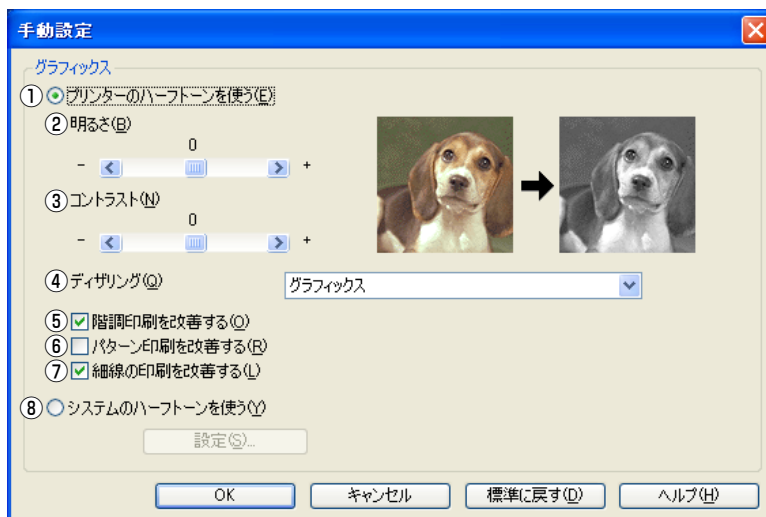 手動設定
グラフィックス
① プリンターのハーフトーンを使う(E)
② 明るさ(B)
0
- +
③ コントラスト(N)
0
- +
④ ディザリング(Q) グラフィックス
⑤ 階調印刷を改善する(O)
⑥ パターン印刷を改善する(R)
⑦ 細線の印刷を改善する(L)
⑧ システムのハーフトーンを使う(Y)
設定(S)...
OK キャンセル 標準に戻す(D) ヘルプ(H)